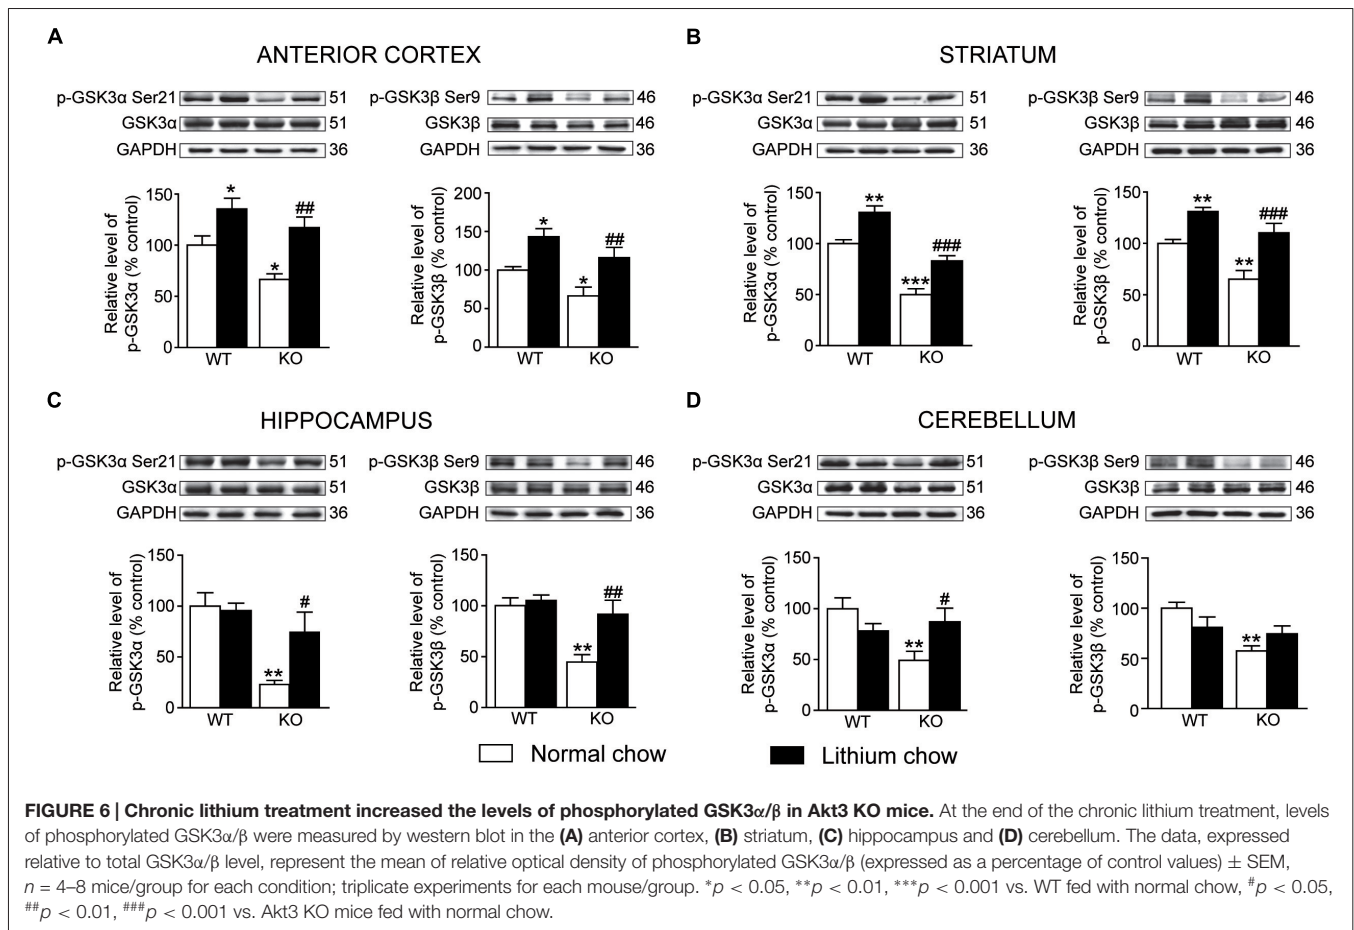 A
ANTERIOR CORTEX
p-GSK3α Ser21 51
GSK3α 51
GAPDH 36
p-GSK3β Ser9 46
GSK3β 46
GAPDH 36
Relative level of
p-GSK3α (% control)
150
*
##
100
*
50
0
WT KO
Relative level of
p-GSK3β (% control)
200
150
*
##
100
*
50
0
WT KO
B
STRIATUM
p-GSK3α Ser21 51
GSK3α 51
GAPDH 36
p-GSK3β Ser9 46
GSK3β 46
GAPDH 36
Relative level of
p-GSK3α (% control)
150
**
###
100
***
50
0
WT KO
Relative level of
p-GSK3β (% control)
150
**
###
100
**
50
0
WT KO
C
HIPPOCAMPUS
p-GSK3α Ser21 51
GSK3α 51
GAPDH 36
p-GSK3β Ser9 46
GSK3β 46
GAPDH 36
Relative level of
p-GSK3α (% control)
150
100
#
50
**
0
WT KO
Relative level of
p-GSK3β (% control)
150
##
100
**
50
0
WT KO
D
CEREBELLUM
p-GSK3α Ser21 51
GSK3α 51
GAPDH 36
p-GSK3β Ser9 46
GSK3β 46
GAPDH 36
Relative level of
p-GSK3α (% control)
150
#
100
**
50
0
WT KO
Relative level of
p-GSK3β (% control)
150
100
**
50
0
WT KO
Normal chow Lithium chow
FIGURE 6 | Chronic lithium treatment increased the levels of phosphorylated GSK3α/β in Akt3 KO mice. At the end of the chronic lithium treatment, levels
of phosphorylated GSK3α/β were measured by western blot in the (A) anterior cortex, (B) striatum, (C) hippocampus and (D) cerebellum. The data, expressed
relative to total GSK3α/β level, represent the mean of relative optical density of phosphorylated GSK3α/β (expressed as a percentage of control values) ± SEM,
n = 4–8 mice/group for each condition; triplicate experiments for each mouse/group. *p < 0.05, **p < 0.01, ***p < 0.001 vs. WT fed with normal chow, #p < 0.05,
##p < 0.01, ###p < 0.001 vs. Akt3 KO mice fed with normal chow.